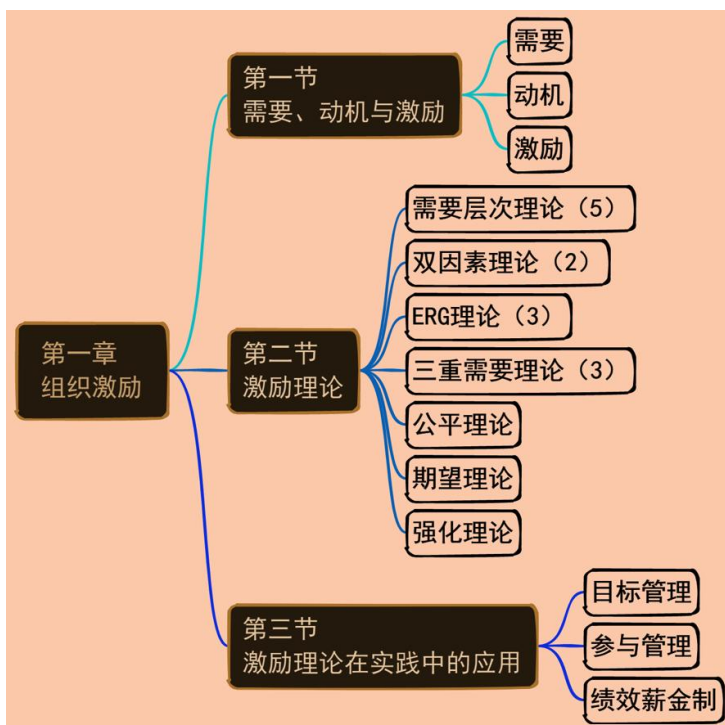 第一章
组织激励
第一节
需要、动机与激励
需要
动机
激励
第二节
激励理论
需要层次理论（5）
双因素理论（2）
ERG理论（3）
三重需要理论（3）
公平理论
期望理论
强化理论
第三节
激励理论在实践中的应用
目标管理
参与管理
绩效薪金制